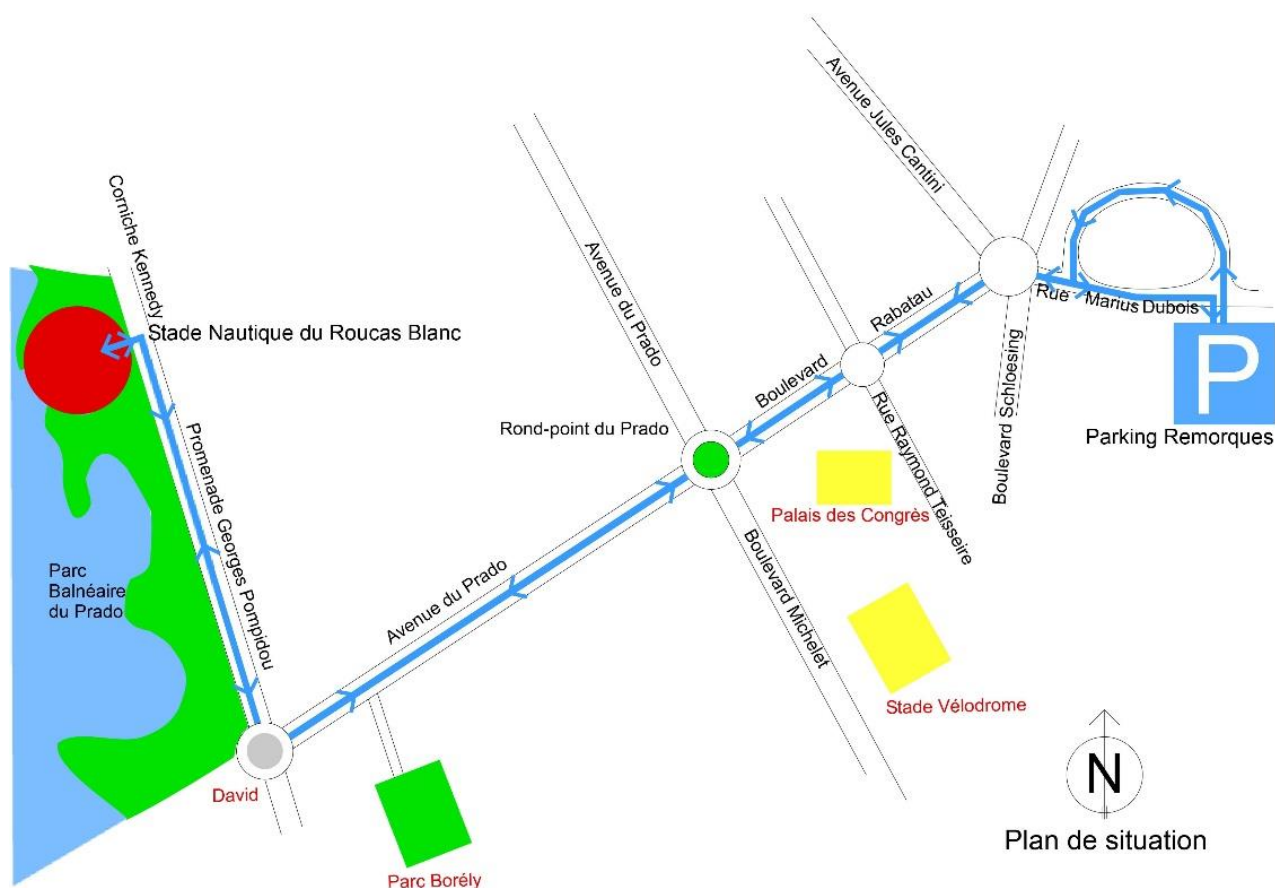 Avenue Jules Cantini
Corniche Kennedy
Avenue du Prado
Stade Nautique du Roucas Blanc
Rabatau
Rue Marius Dubois
Boulevard
P
Parking Remorques
Rond-point du Prado
Rue Raymond Teisseire
Boulevard Schloesing
Palais des Congrès
Promenade Georges Pompidou
Parc
Balnéaire
du Prado
Avenue du Prado
Boulevard Michelet
Stade Vélodrome
David
Parc Borély
N
Plan de situation